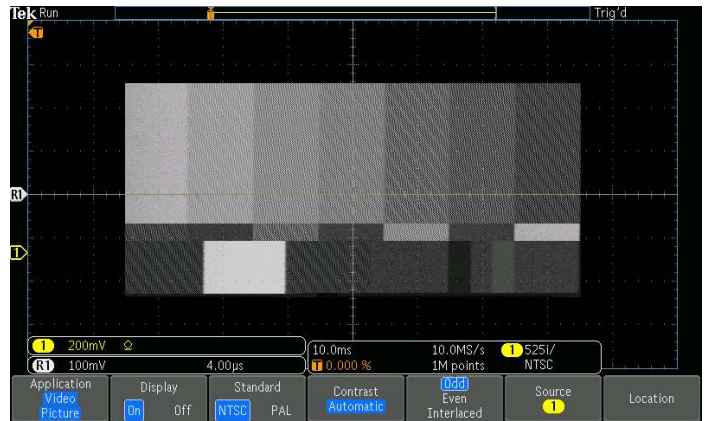 Tek Run Trig'd
T
R1
1
1 200mV Ω
R1 100mV 4.00µs
10.0ms 10.0MS/s 1 525i/
T 0.000 % 1M points NTSC
Application
Video
Picture
Display
On Off
Standard
NTSC PAL
Contrast
Automatic
Odd
Even
Interlaced
Source
1
Location